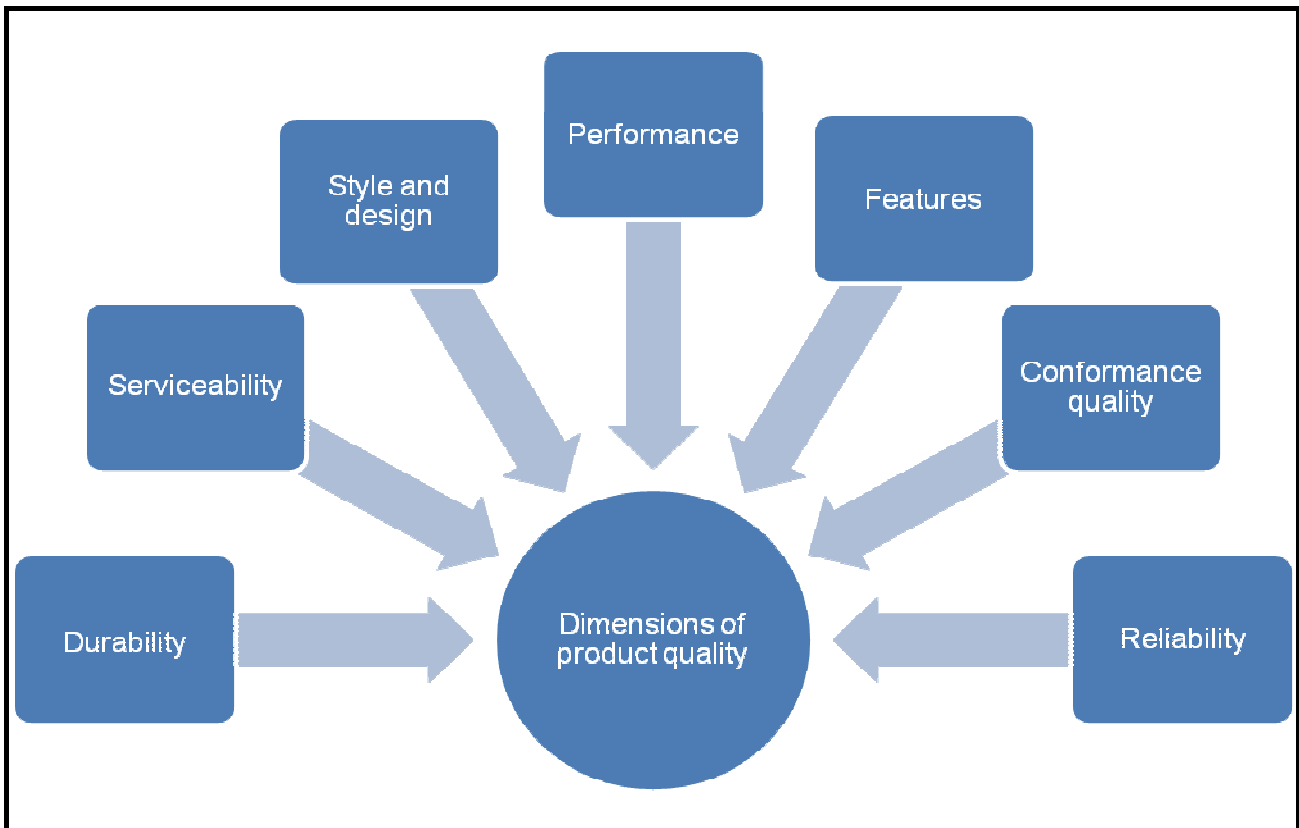 Performance
Style and
design
Features
Serviceability
Conformance
quality
Durability
Dimensions of
product quality
Reliability